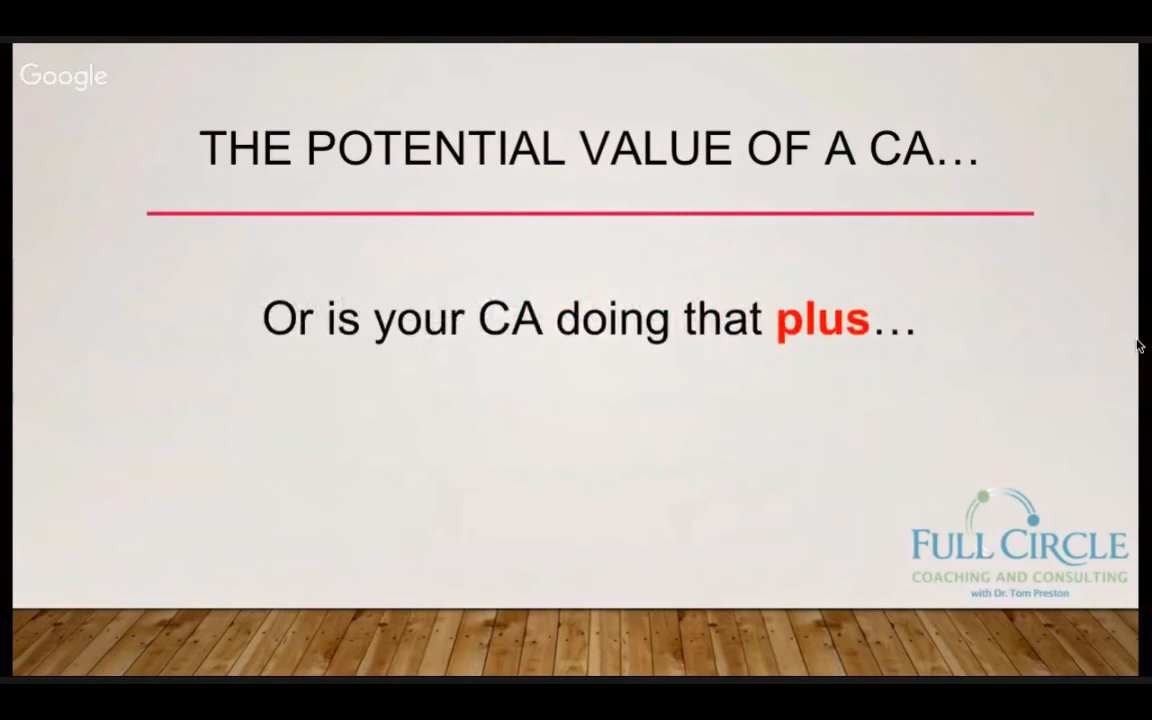 Google
THE POTENTIAL VALUE OF A CA…
Or is your CA doing that plus…
FULL CIRCLE
COACHING AND CONSULTING
with Dr. Tom Preston